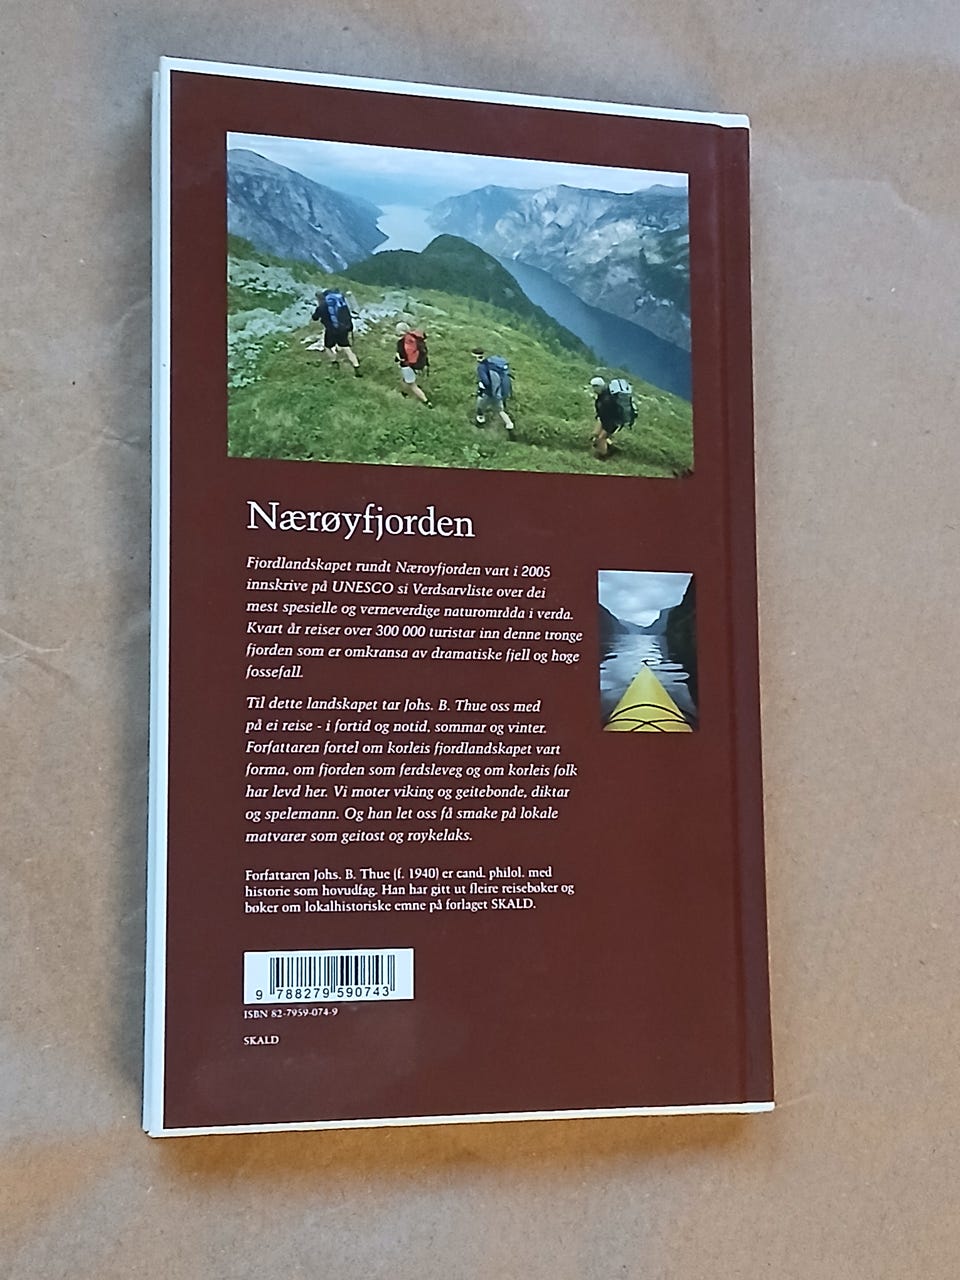 Nærøyfjorden
Fjordlandskapet rundt Nærøyfjorden vart i 2005
innskrive på UNESCO si Verdsarvliste over dei
mest spesielle og verneverdige naturområda i verda.
Kvart år reiser over 300 000 turistar inn denne tronge
fjorden som er omkransa av dramatiske fjell og høge
fossefall.
Til dette landskapet tar Johs. B. Thue oss med
på ei reise - i fortid og notid, sommar og vinter.
Forfattaren fortel om korleis fjordlandskapet vart
forma, om fjorden som ferdsleveg og om korleis folk
har levd her. Vi møter viking og geitebonde, diktar
og spelemann. Og han let oss få smake på lokale
matvarer som geitost og røykelaks.
Forfattaren Johs. B. Thue (f. 1940) er cand. philol. med
historie som hovudfag. Han har gitt ut fleire reisebøker og
bøker om lokalhistoriske emne på forlaget SKALD.
9 788279 590743
ISBN 82-7959-074-9
SKALD